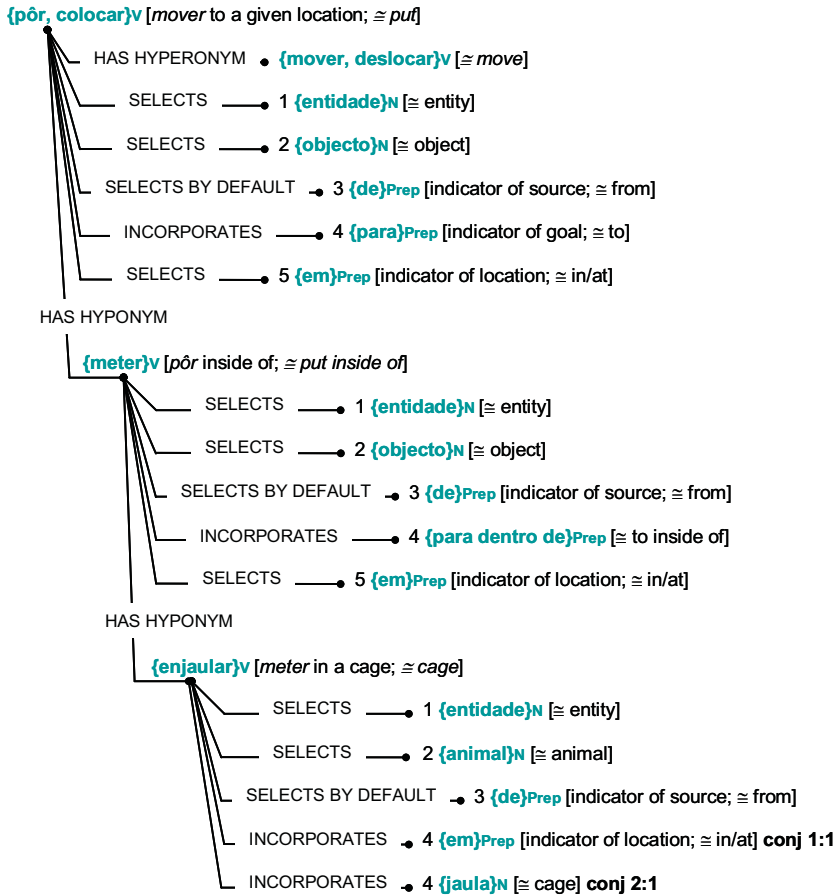 {pôr, colocar}V [mover to a given location; ≅ put]
HAS HYPERONYM {mover, deslocar}V [≅ move]
SELECTS 1 {entidade}N [≅ entity]
SELECTS 2 {objecto}N [≅ object]
SELECTS BY DEFAULT 3 {de}Prep [indicator of source; ≅ from]
INCORPORATES 4 {para}Prep [indicator of goal; ≅ to]
SELECTS 5 {em}Prep [indicator of location; ≅ in/at]
HAS HYPONYM
{meter}V [pôr inside of; ≅ put inside of]
SELECTS 1 {entidade}N [≅ entity]
SELECTS 2 {objecto}N [≅ object]
SELECTS BY DEFAULT 3 {de}Prep [indicator of source; ≅ from]
INCORPORATES 4 {para dentro de}Prep [≅ to inside of]
SELECTS 5 {em}Prep [indicator of location; ≅ in/at]
HAS HYPONYM
{enjaular}V [meter in a cage; ≅ cage]
SELECTS 1 {entidade}N [≅ entity]
SELECTS 2 {animal}N [≅ animal]
SELECTS BY DEFAULT 3 {de}Prep [indicator of source; ≅ from]
INCORPORATES 4 {em}Prep [indicator of location; ≅ in/at] conj 1:1
INCORPORATES 4 {jaula}N [≅ cage] conj 2:1